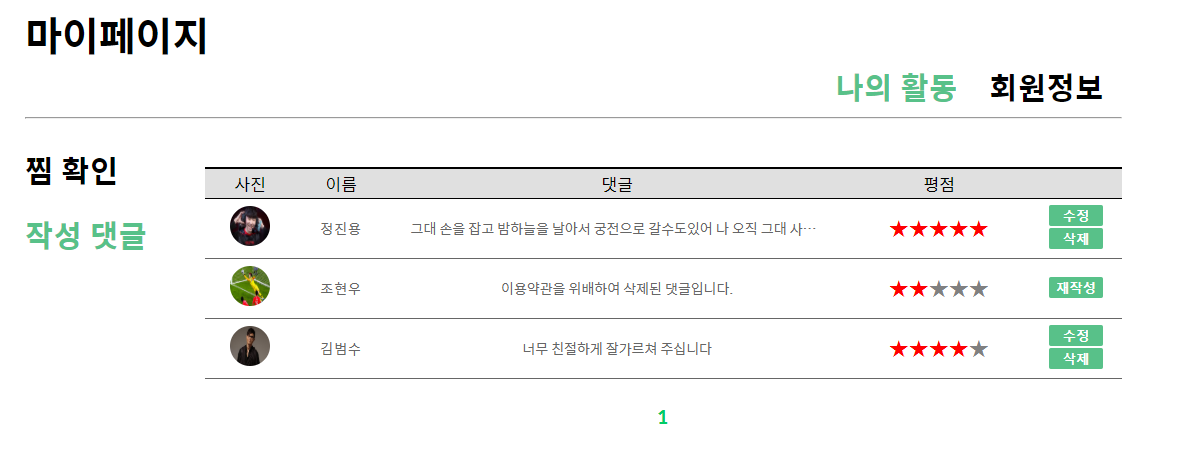 마이페이지
나의 활동 회원정보
찜 확인
작성 댓글
사진 이름 댓글 평점
정진용 그대 손을 잡고 밤하늘을 날아서 궁전으로 갈수도있어 나 오직 그대 사… ★★★★★ 수정
삭제
조현우 이용약관을 위배하여 삭제된 댓글입니다. ★★★★★ 재작성
김범수 너무 친절하게 잘가르쳐 주십니다 ★★★★★ 수정
삭제
1